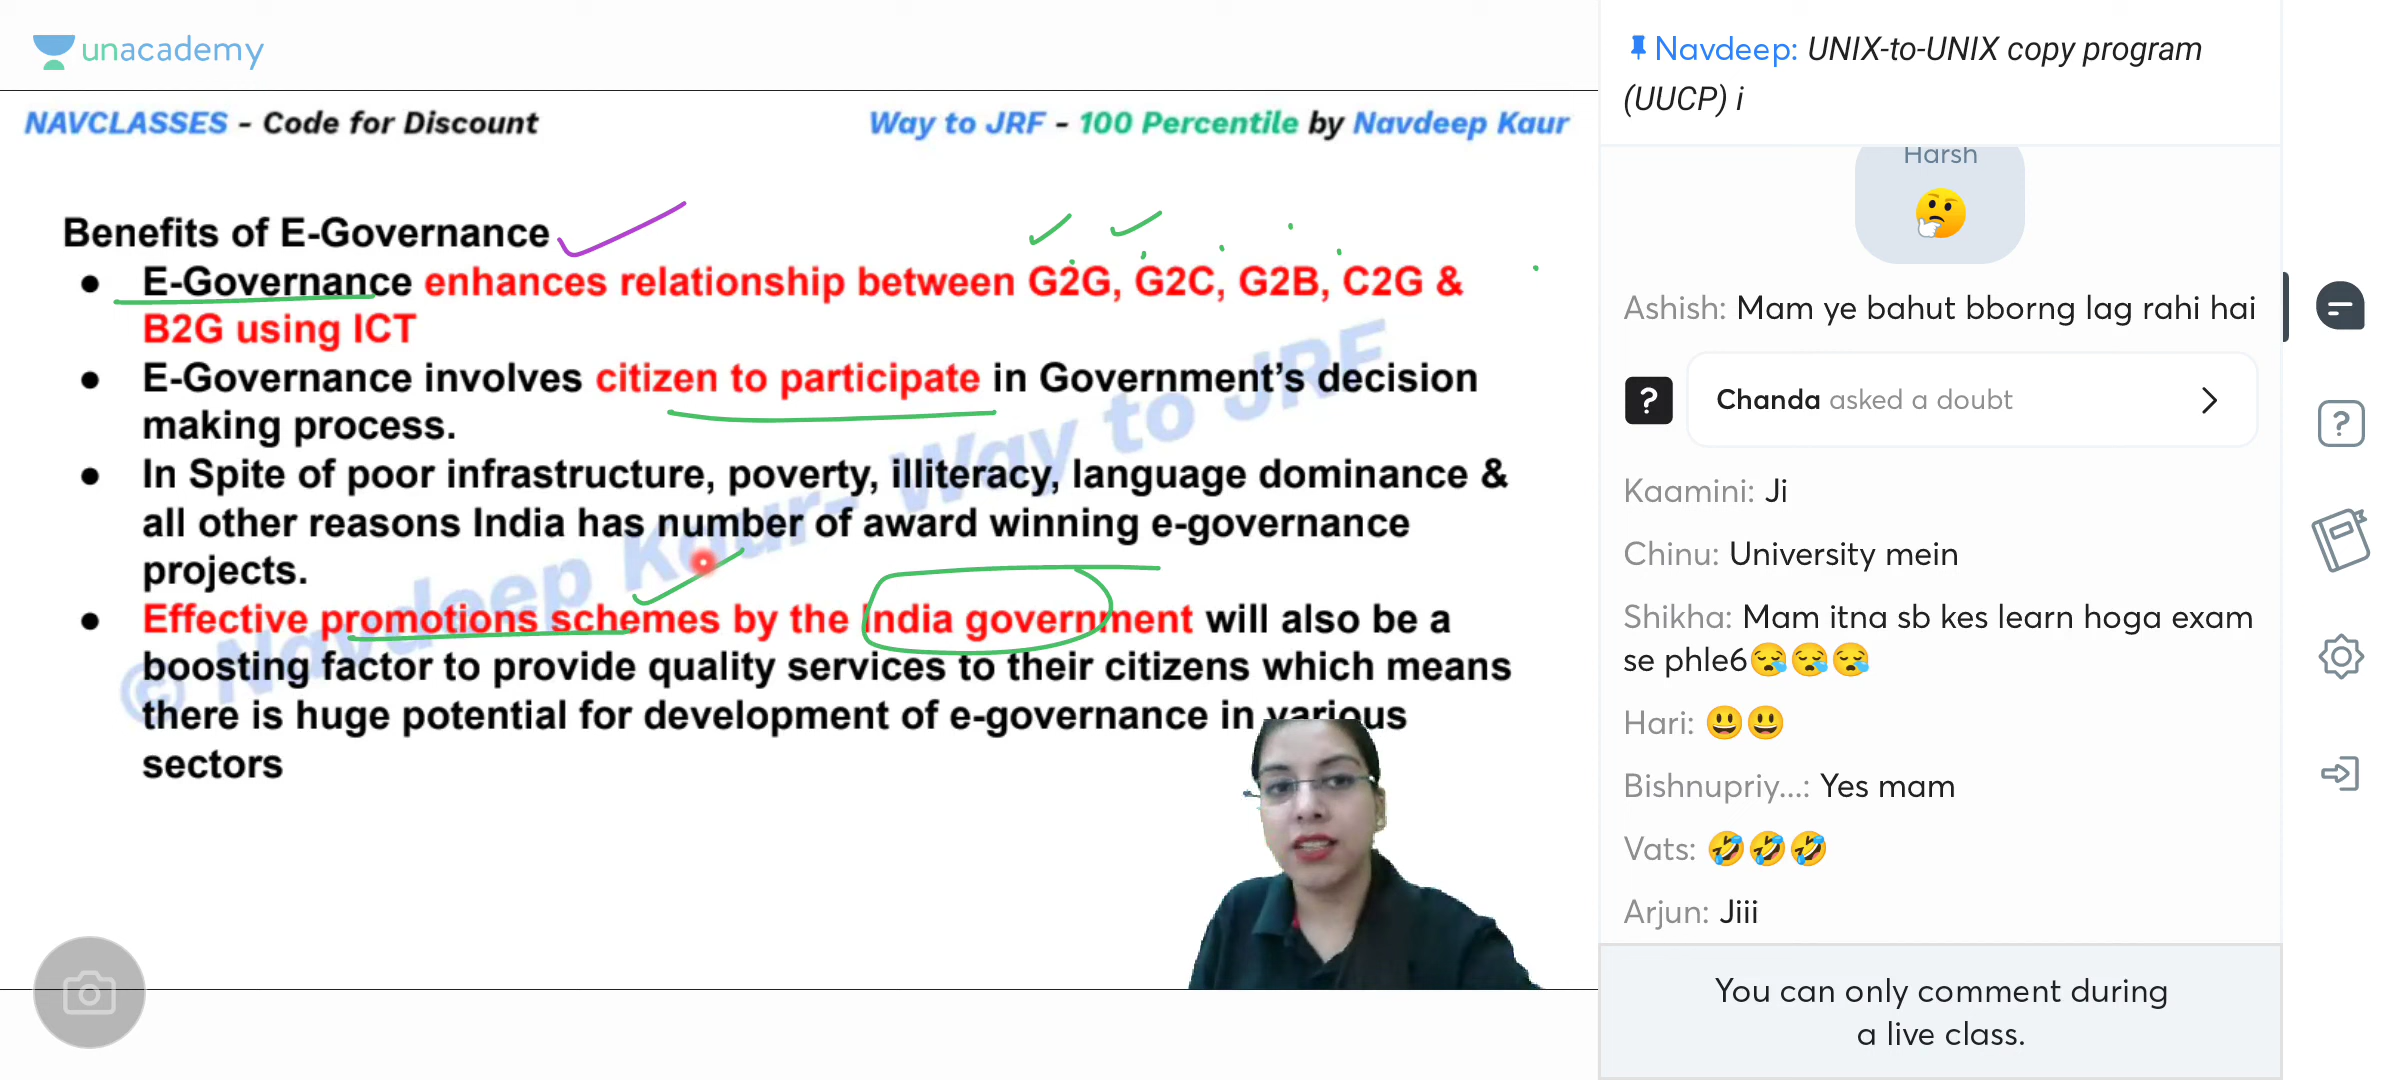 unacademy
NAVCLASSES - Code for Discount
Way to JRF - 100 Percentile by Navdeep Kaur
Benefits of E-Governance
● E-Governance enhances relationship between G2G, G2C, G2B, C2G &
B2G using ICT
● E-Governance involves citizen to participate in Government's decision
making process.
● In Spite of poor infrastructure, poverty, illiteracy, language dominance &
all other reasons India has number of award winning e-governance
projects.
● Effective promotions schemes by the India government will also be a
boosting factor to provide quality services to their citizens which means
there is huge potential for development of e-governance in various
sectors
© Navdeep Kaur- Way to JRF
Navdeep: UNIX-to-UNIX copy program
(UUCP) i
Harsh
🤔
Ashish: Mam ye bahut bborng lag rahi hai
? Chanda asked a doubt
Kaamini: Ji
Chinu: University mein
Shikha: Mam itna sb kes learn hoga exam
se phle6😪😪😪
Hari: 😃😃
Bishnupriy...: Yes mam
Vats: 🤣🤣🤣
Arjun: Jiii
You can only comment during
a live class.
?